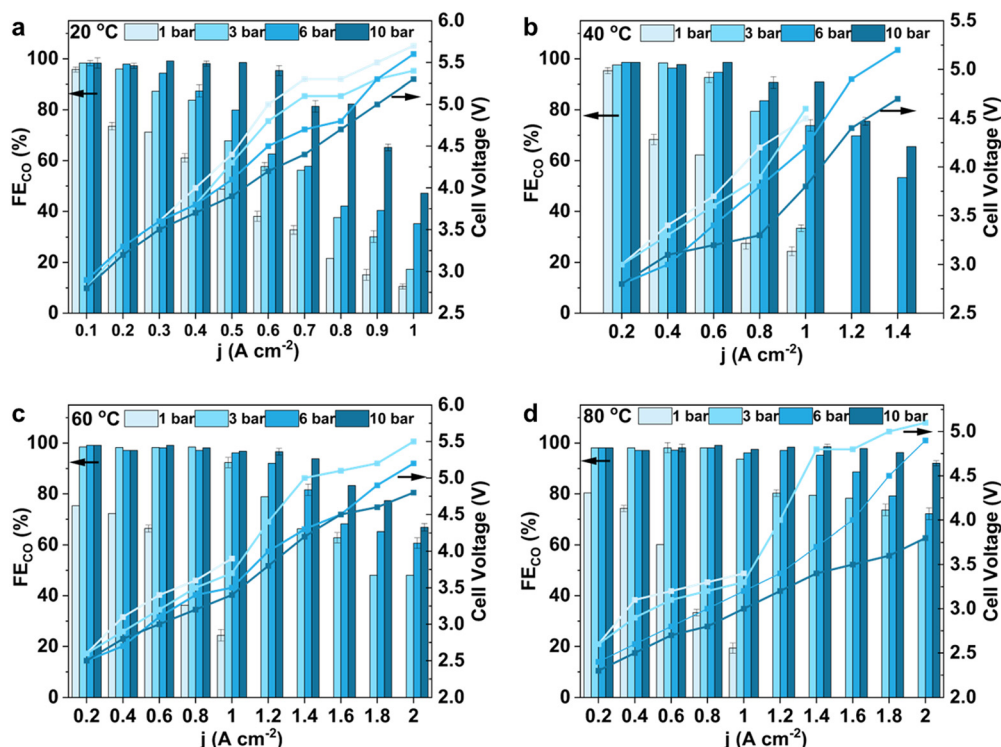 a
20 °C
1 bar 3 bar 6 bar 10 bar
100
80
60
40
20
0
FE_CO (%)
6.0
5.5
5.0
4.5
4.0
3.5
3.0
2.5
Cell Voltage (V)
0.1 0.2 0.3 0.4 0.5 0.6 0.7 0.8 0.9 1
j (A cm⁻²)
b
40 °C
1 bar 3 bar 6 bar 10 bar
100
80
60
40
20
0
FE_CO (%)
5.5
5.0
4.5
4.0
3.5
3.0
2.5
Cell Voltage (V)
0.2 0.4 0.6 0.8 1 1.2 1.4
j (A cm⁻²)
c
60 °C
1 bar 3 bar 6 bar 10 bar
100
80
60
40
20
0
FE_CO (%)
6.0
5.5
5.0
4.5
4.0
3.5
3.0
2.5
2.0
Cell Voltage (V)
0.2 0.4 0.6 0.8 1 1.2 1.4 1.6 1.8 2
j (A cm⁻²)
d
80 °C
1 bar 3 bar 6 bar 10 bar
100
80
60
40
20
0
FE_CO (%)
5.0
4.5
4.0
3.5
3.0
2.5
2.0
Cell Voltage (V)
0.2 0.4 0.6 0.8 1 1.2 1.4 1.6 1.8 2
j (A cm⁻²)